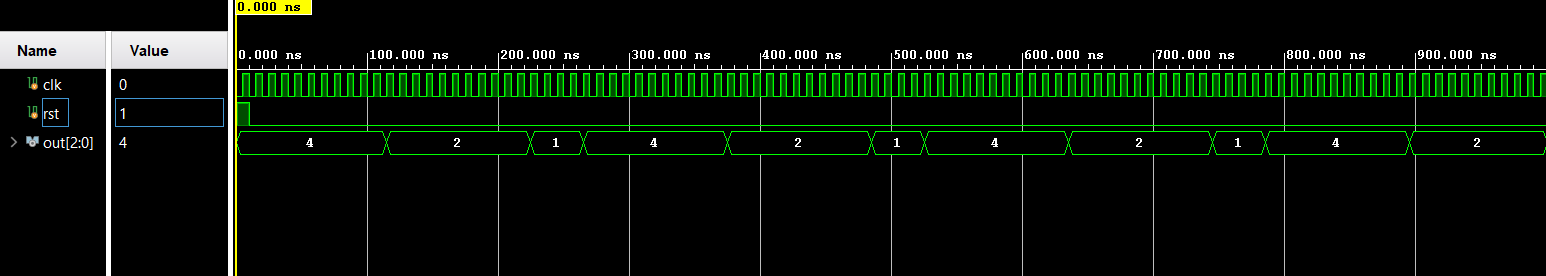 0.000 ns
Name Value
0.000 ns 100.000 ns 200.000 ns 300.000 ns 400.000 ns 500.000 ns 600.000 ns 700.000 ns 800.000 ns 900.000 ns
clk 0
rst 1
out[2:0] 4 4 2 1 4 2 1 4 2 1 4 2